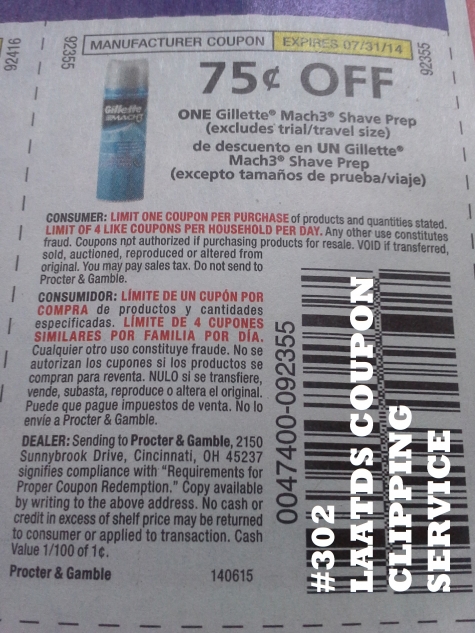 92416
92355
MANUFACTURER COUPON
EXPIRES 07/31/14
92355
75¢ OFF
Gillette
MACH3
ONE Gillette® Mach3® Shave Prep
(excludes trial/travel size)
de descuento en UN Gillette®
Mach3® Shave Prep
(excepto tamaños de prueba/viaje)
CONSUMER: LIMIT ONE COUPON PER PURCHASE of products and quantities stated.
LIMIT OF 4 LIKE COUPONS PER HOUSEHOLD PER DAY. Any other use constitutes
fraud. Coupons not authorized if purchasing products for resale. VOID if transferred,
sold, auctioned, reproduced or altered from
original. You may pay sales tax. Do not send to
Procter & Gamble.
CONSUMIDOR: LÍMITE DE UN CUPÓN POR
COMPRA de productos y cantidades
especificadas. LÍMITE DE 4 CUPONES
SIMILARES POR FAMILIA POR DÍA.
Cualquier otro uso constituye fraude. No se
autorizan los cupones si los productos se
compran para reventa. NULO si se transfiere,
vende, subasta, reproduce o altera el original.
Puede que pague impuestos de venta. No lo
envíe a Procter & Gamble.
DEALER: Sending to Procter & Gamble, 2150
Sunnybrook Drive, Cincinnati, OH 45237
signifies compliance with "Requirements for
Proper Coupon Redemption." Copy available
by writing to the above address. No cash or
credit in excess of shelf price may be returned
to consumer or applied to transaction. Cash
Value 1/100 of 1¢.
Procter & Gamble
140615
0047400-092355
#302
LAATDS COUPON
CLIPPING
SERVICE